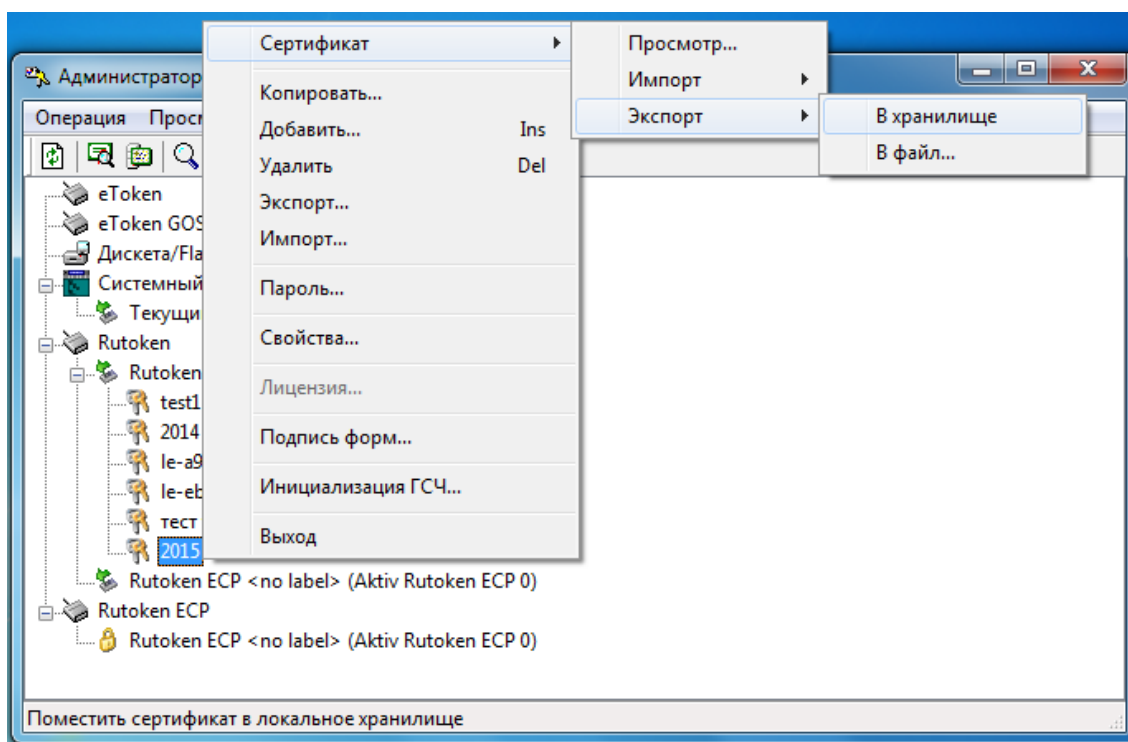 Администратор
Операция Просм
eToken
eToken GOS
Дискета/Fla
Системный
Текущи
Rutoken
Rutoken
test1
2014
le-a9
le-eb
тест
2015
Rutoken ECP <no label> (Aktiv Rutoken ECP 0)
Rutoken ECP
Rutoken ECP <no label> (Aktiv Rutoken ECP 0)
Сертификат
Копировать...
Добавить... Ins
Удалить Del
Экспорт...
Импорт...
Пароль...
Свойства...
Лицензия...
Подпись форм...
Инициализация ГСЧ...
Выход
Просмотр...
Импорт
Экспорт
В хранилище
В файл...
Поместить сертификат в локальное хранилище